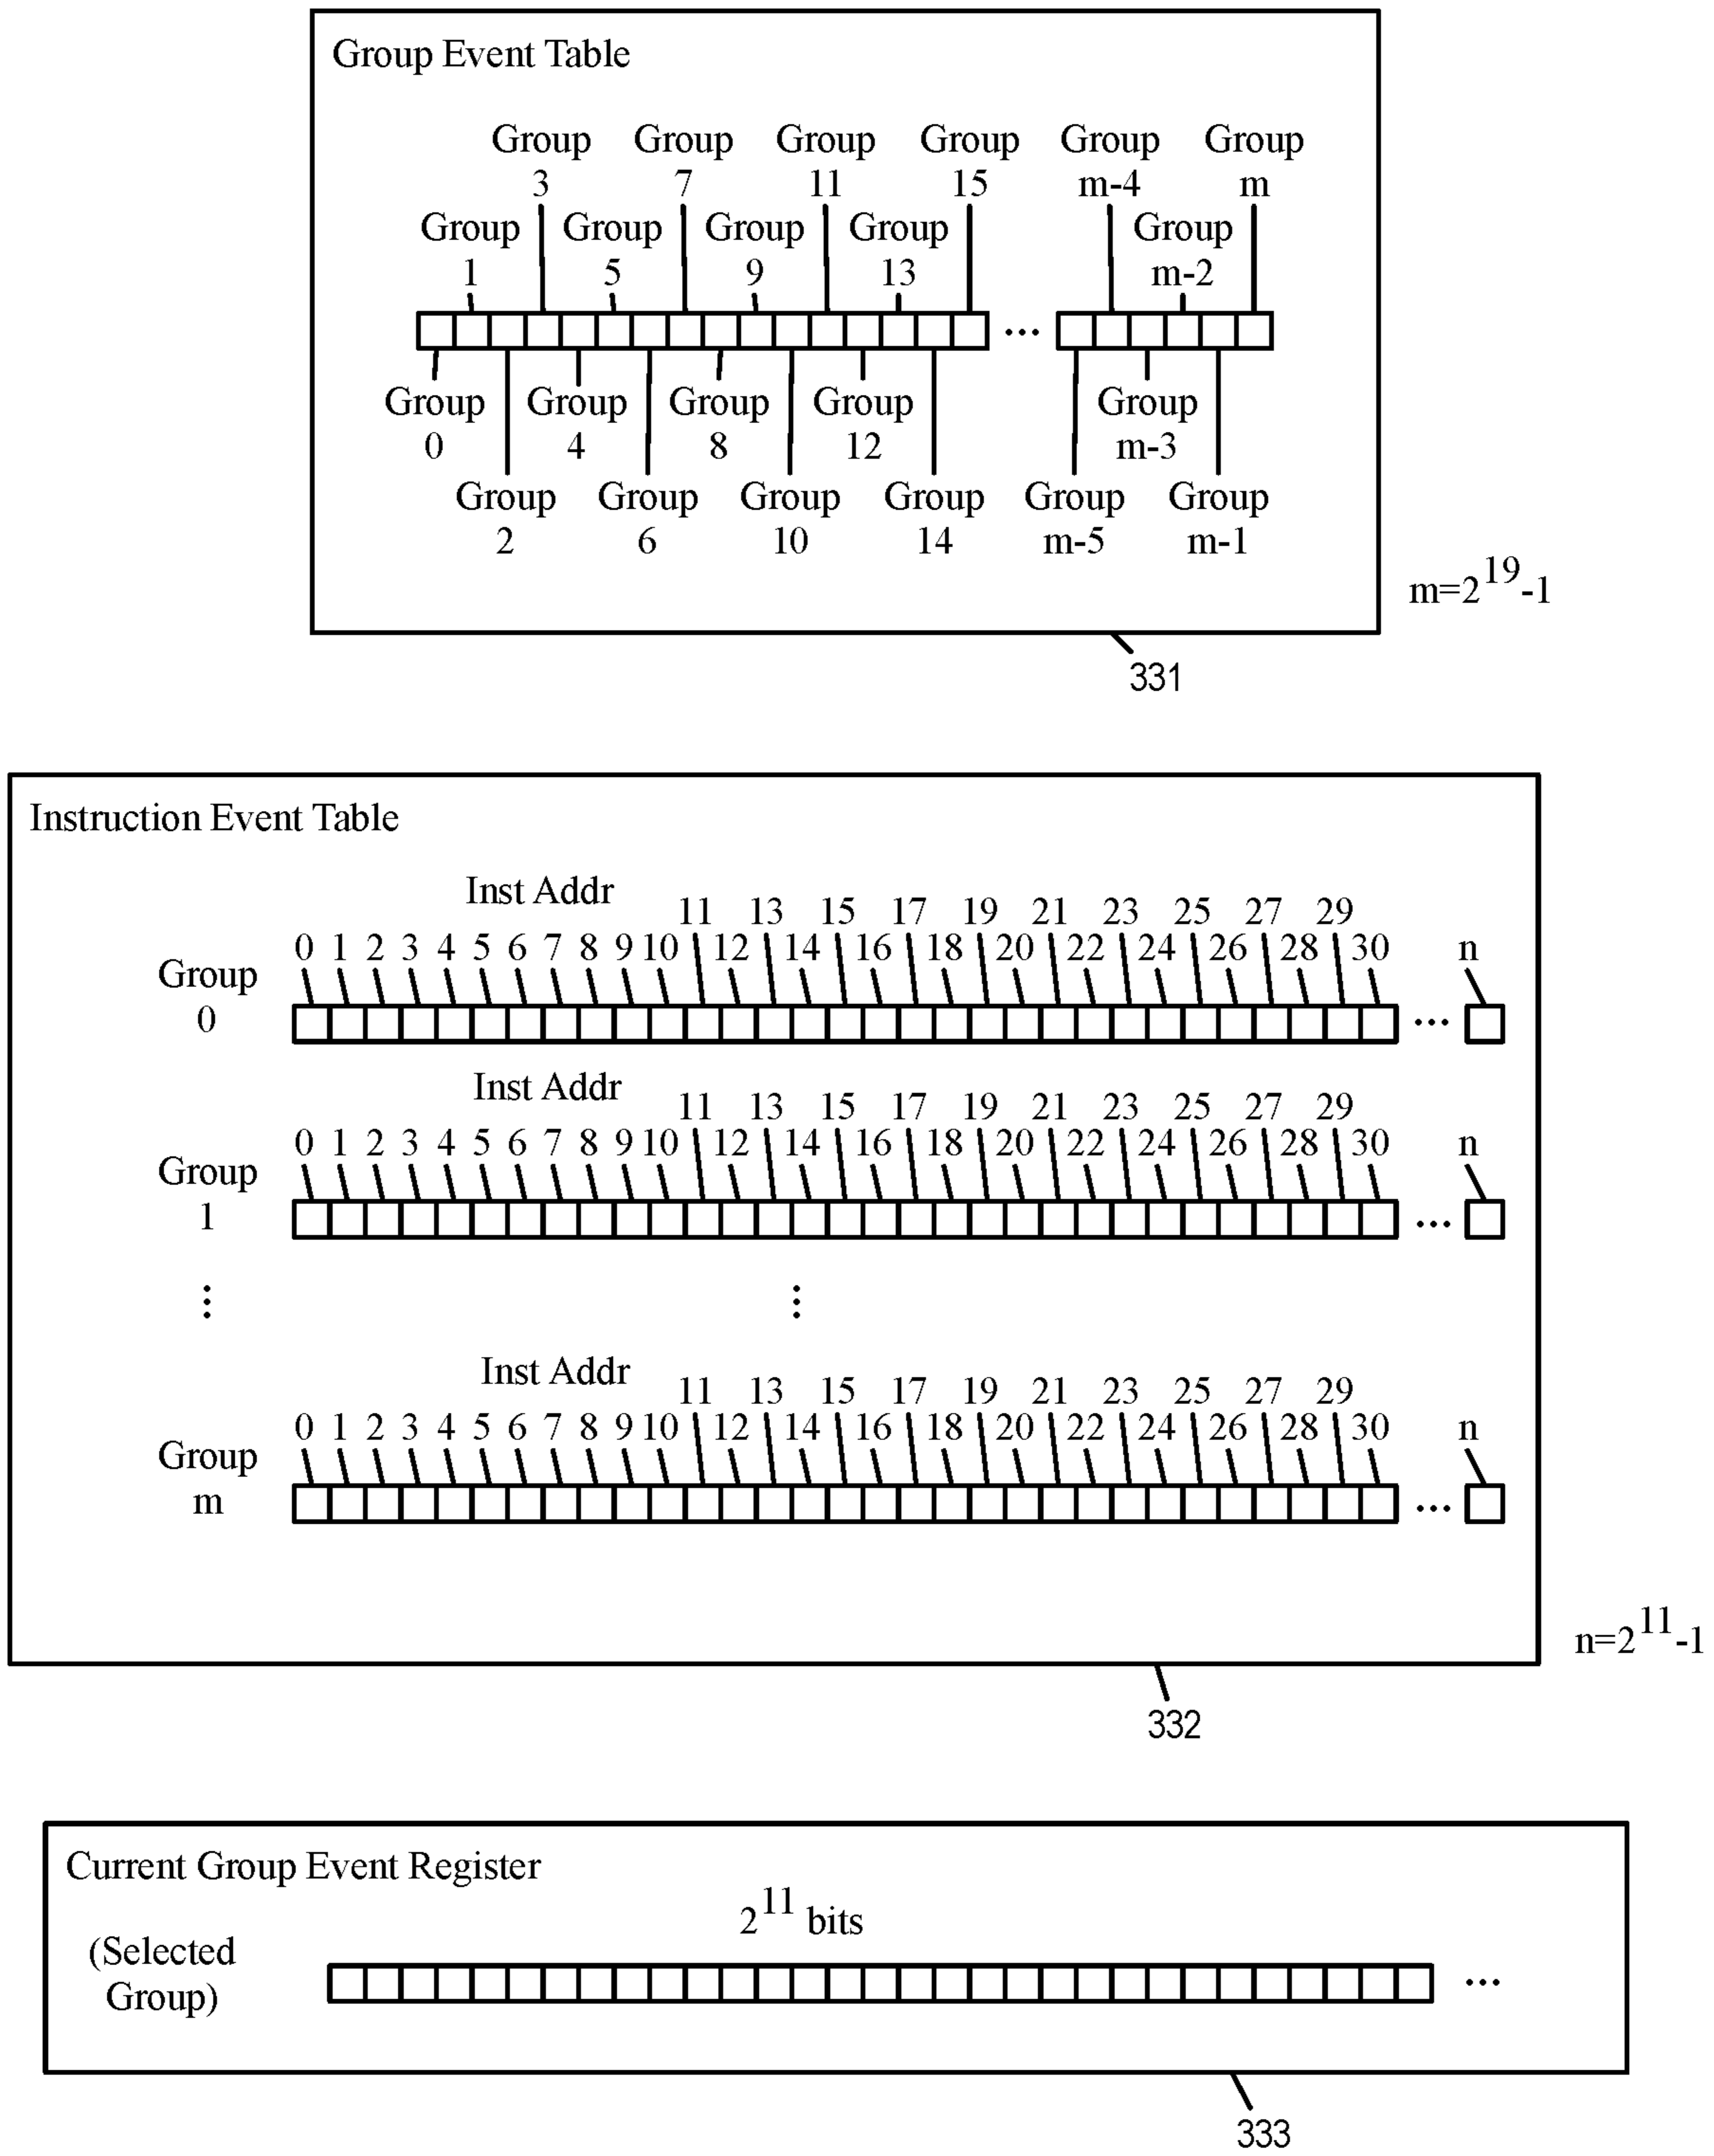 Group Event Table
Group Group Group Group Group Group
3 7 11 15 m-4 m
Group Group Group Group Group
1 5 9 13 m-2
...
Group Group Group Group Group
0 4 8 12 m-3
Group Group Group Group Group Group
2 6 10 14 m-5 m-1
m=2^19-1
331
Instruction Event Table
Inst Addr
11 13 15 17 19 21 23 25 27 29
0 1 2 3 4 5 6 7 8 9 10 12 14 16 18 20 22 24 26 28 30 n
Group
0
...
Inst Addr
11 13 15 17 19 21 23 25 27 29
0 1 2 3 4 5 6 7 8 9 10 12 14 16 18 20 22 24 26 28 30 n
Group
1
...
Inst Addr
11 13 15 17 19 21 23 25 27 29
0 1 2 3 4 5 6 7 8 9 10 12 14 16 18 20 22 24 26 28 30 n
Group
m
...
n=2^11-1
332
Current Group Event Register
2^11 bits
(Selected
Group)
...
333